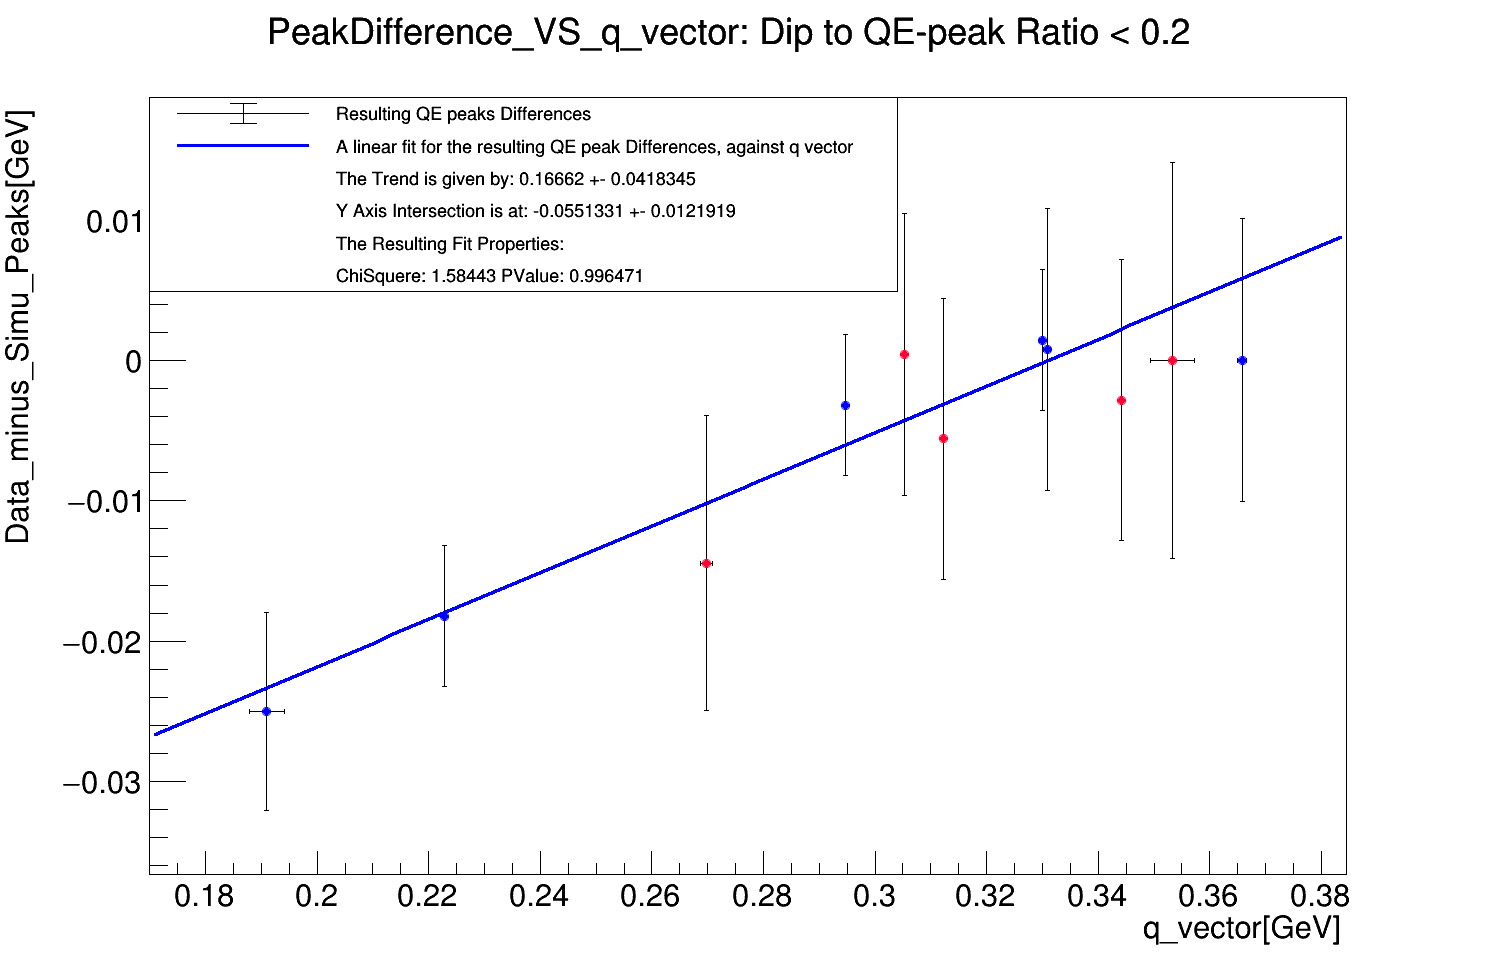 PeakDifference_VS_q_vector: Dip to QE-peak Ratio < 0.2
Data_minus_Simu_Peaks[GeV]
Resulting QE peaks Differences
A linear fit for the resulting QE peak Differences, against q vector
The Trend is given by: 0.16662 +- 0.0418345
Y Axis Intersection is at: -0.0551331 +- 0.0121919
The Resulting Fit Properties:
ChiSquere: 1.58443 PValue: 0.996471
0.01
0
−0.01
−0.02
−0.03
0.18 0.2 0.22 0.24 0.26 0.28 0.3 0.32 0.34 0.36 0.38
q_vector[GeV]